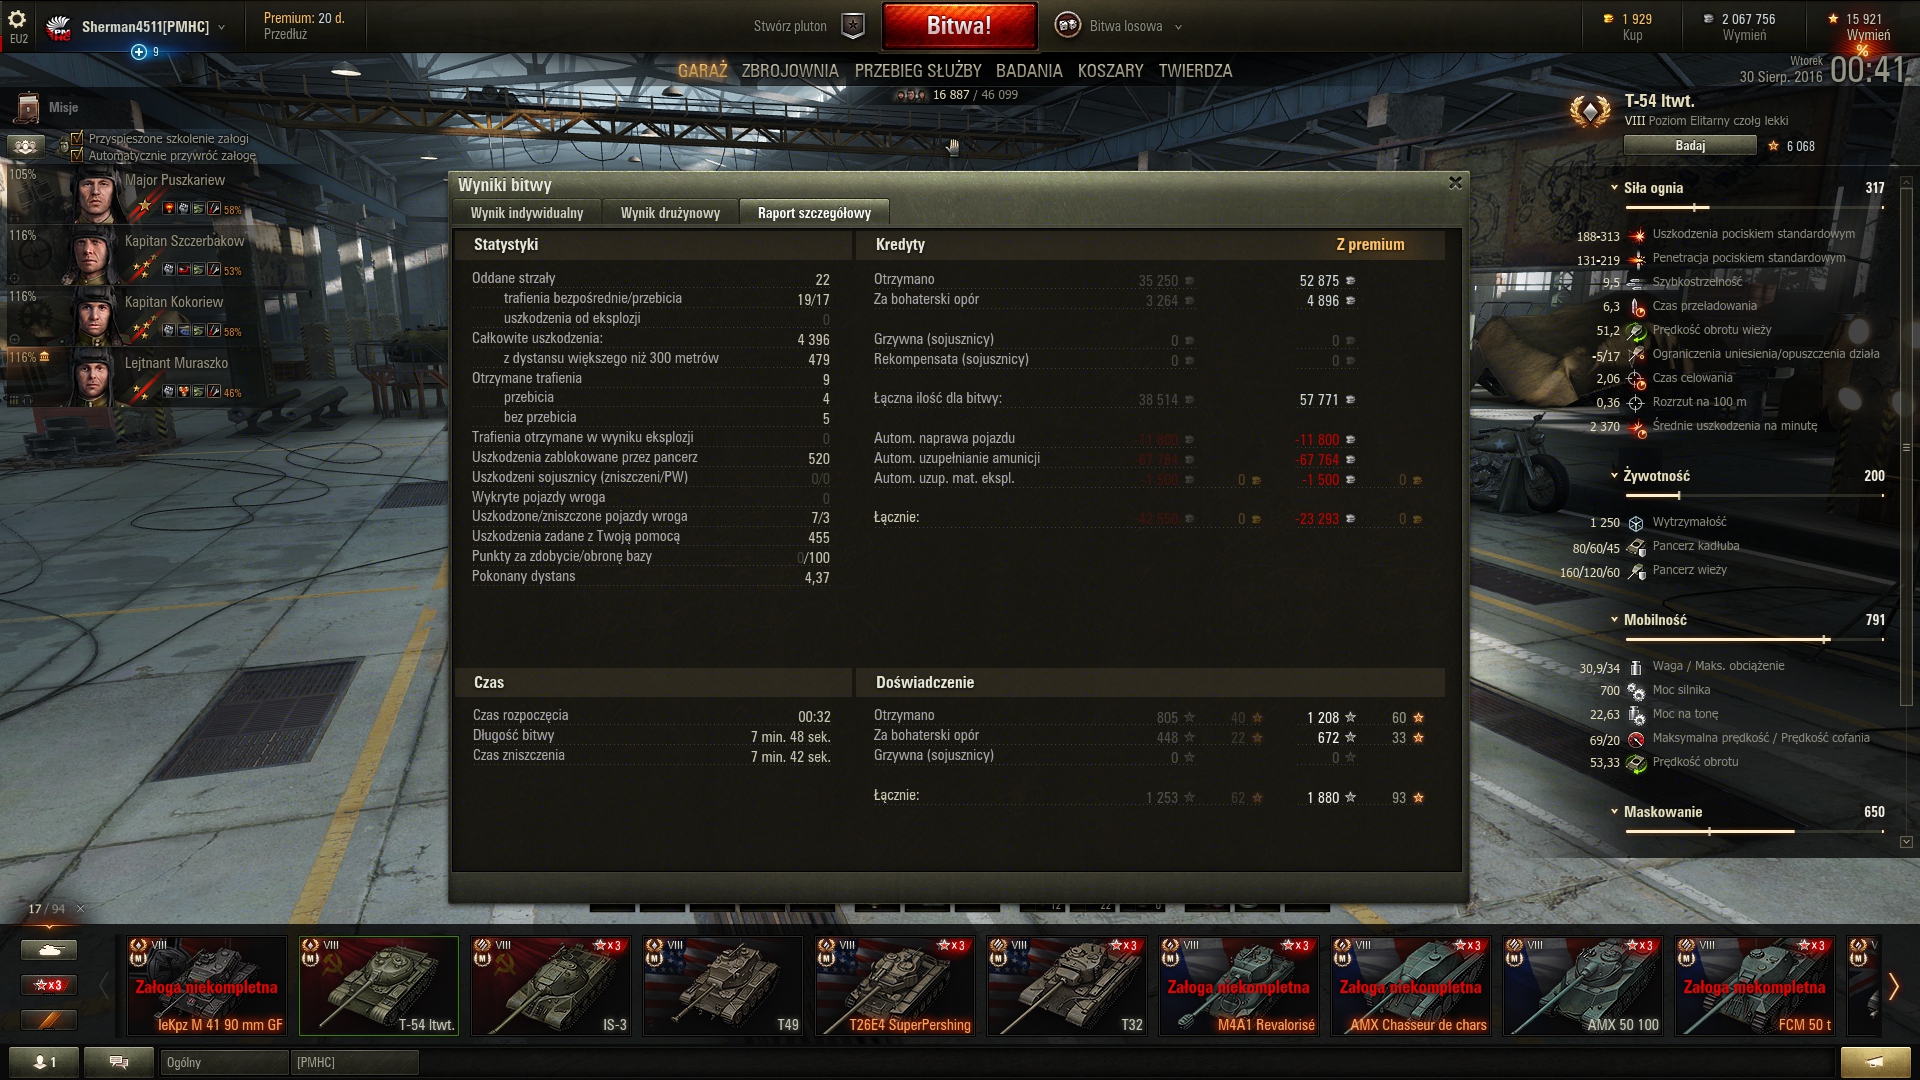 EU2
Sherman4511[PMHC]
9
Premium: 20 d.
Przedłuż
Stwórz pluton
Bitwa!
Bitwa losowa
1 929
Kup
2 067 756
Wymień
15 921
Wymień
%
GARAŻ ZBROJOWNIA PRZEBIEG SŁUŻBY BADANIA KOSZARY TWIERDZA
16 887 / 46 099
Wtorek
30 Sierp. 2016
00:41
Misje
Przyspieszone szkolenie załogi
Automatycznie przywróć załogę
105%
Major Puszkariew
58%
116%
Kapitan Szczerbakow
53%
116%
Kapitan Kokoriew
58%
116%
Lejtnant Muraszko
46%
T-54 ltwt.
VIII Poziom Elitarny czołg lekki
Badaj
6 068
Siła ognia 317
188-313 Uszkodzenia pociskiem standardowym
131-219 Penetracja pociskiem standardowym
9,5 Szybkostrzelność
6,3 Czas przeładowania
51,2 Prędkość obrotu wieży
-5/17 Ograniczenia uniesienia/opuszczenia działa
2,06 Czas celowania
0,36 Rozrzut na 100 m
2 370 Średnie uszkodzenia na minutę
Żywotność 200
1 250 Wytrzymałość
80/60/45 Pancerz kadłuba
160/120/60 Pancerz wieży
Mobilność 791
30,9/34 Waga / Maks. obciążenie
700 Moc silnika
22,63 Moc na tonę
69/20 Maksymalna prędkość / Prędkość cofania
53,33 Prędkość obrotu
Maskowanie 650
Wyniki bitwy
Wynik indywidualny
Wynik drużynowy
Raport szczegółowy
Statystyki
Oddane strzały 22
trafienia bezpośrednie/przebicia 19/17
uszkodzenia od eksplozji 0
Całkowite uszkodzenia: 4 396
z dystansu większego niż 300 metrów 479
Otrzymane trafienia 9
przebicia 4
bez przebicia 5
Trafienia otrzymane w wyniku eksplozji 0
Uszkodzenia zablokowane przez pancerz 520
Uszkodzeni sojusznicy (zniszczeni/PW) 0/0
Wykryte pojazdy wroga 0
Uszkodzone/zniszczone pojazdy wroga 7/3
Uszkodzenia zadane z Twoją pomocą 455
Punkty za zdobycie/obronę bazy 0/100
Pokonany dystans 4,37
Kredyty Z premium
Otrzymano 35 250 52 875
Za bohaterski opór 3 264 4 896
Grzywna (sojusznicy) 0 0
Rekompensata (sojusznicy) 0 0
Łączna ilość dla bitwy: 38 514 57 771
Autom. naprawa pojazdu -11 800 -11 800
Autom. uzupełnianie amunicji -67 764 -67 764
Autom. uzup. mat. ekspl. -1 500 0 -1 500 0
Łącznie: -42 550 0 -23 293 0
Czas
Czas rozpoczęcia 00:32
Długość bitwy 7 min. 48 sek.
Czas zniszczenia 7 min. 42 sek.
Doświadczenie
Otrzymano 805 40 1 208 60
Za bohaterski opór 448 22 672 33
Grzywna (sojusznicy) 0 0
Łącznie: 1 253 62 1 880 93
12 22 0
17 / 94
x3
VIII M Załoga niekompletna leKpz M 41 90 mm GF
VIII M T-54 ltwt.
VIII M x3 IS-3
VIII M T49
VIII M x3 T26E4 SuperPershing
VIII M x3 T32
VIII M x3 Załoga niekompletna M4A1 Revalorisé
VIII M x3 Załoga niekompletna AMX Chasseur de chars
VIII M x3 AMX 50 100
VIII M x3 Załoga niekompletna FCM 50 t
V M
1
Ogólny
[PMHC]